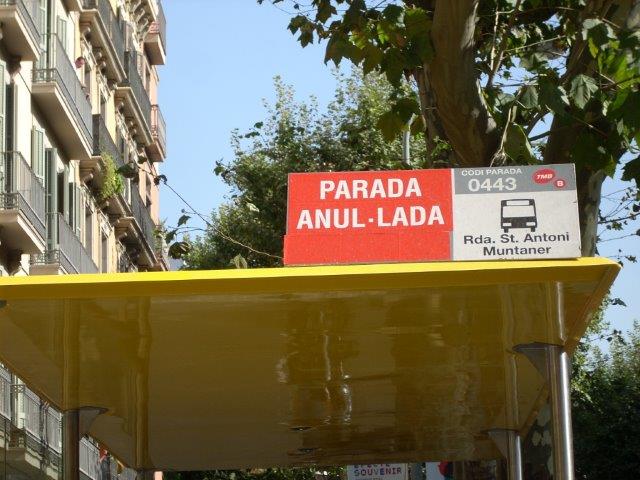 PARADA
ANUL·LADA
CODI PARADA
0443
TMB
B
Rda. St. Antoni
Muntaner
SOUVENIR